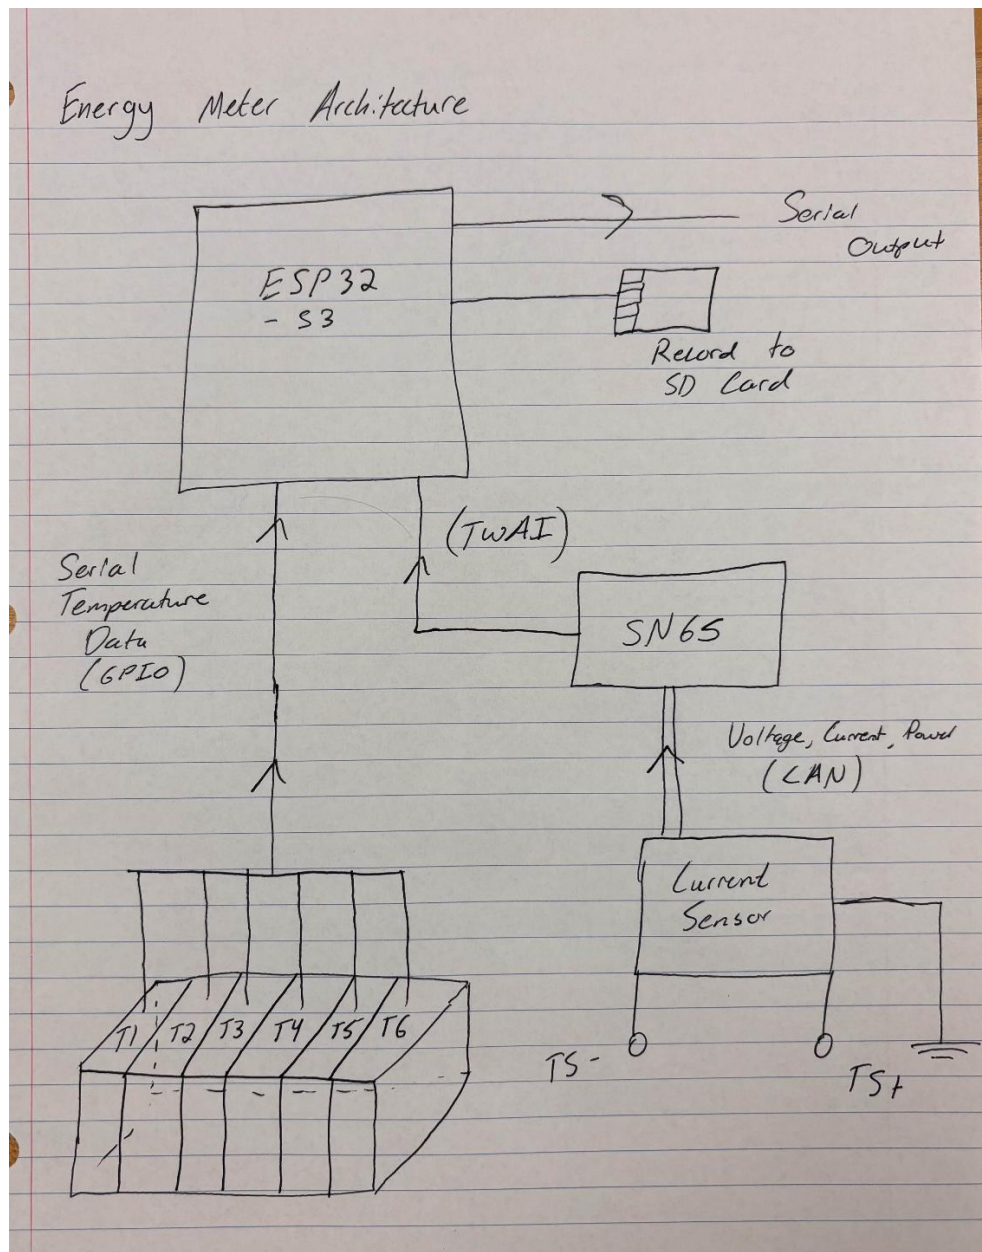 Energy Meter Architecture
Serial
Output
ESP32
- S3
Record to
SD Card
(TWAI)
Serial
Temperature
Data
(GPIO)
SN65
Voltage, Current, Power
(CAN)
Current
Sensor
T1 T2 T3 T4 T5 T6
TS-
TS+